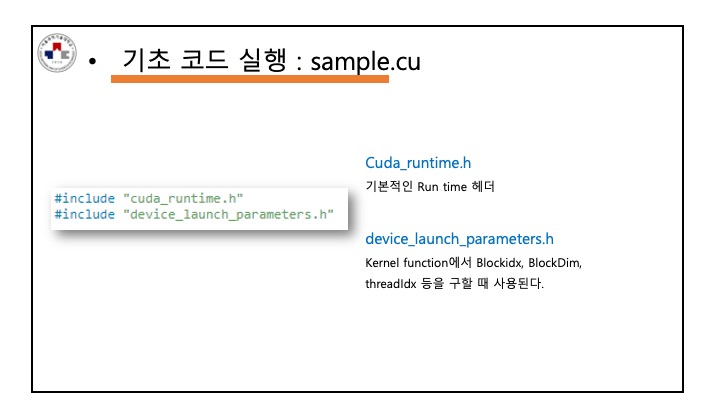 • 기초 코드 실행 : sample.cu
#include "cuda_runtime.h"
#include "device_launch_parameters.h"
Cuda_runtime.h
기본적인 Run time 헤더
device_launch_parameters.h
Kernel function에서 Blockidx, BlockDim,
threadIdx 등을 구할 때 사용된다.